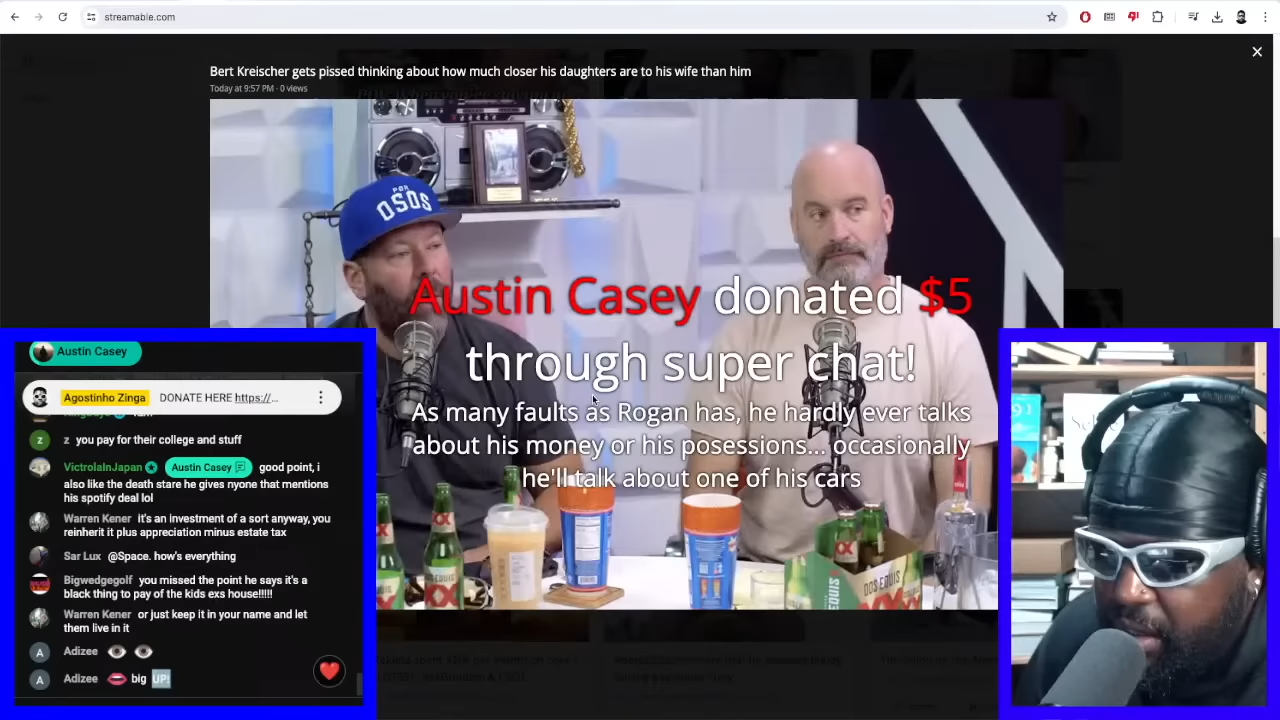 streamable.com
Bert Kreischer gets pissed thinking about how much closer his daughters are to his wife than him
Today at 9:57 PM · 0 views
POR
OSOS
Austin Casey donated $5
through super chat!
As many faults as Rogan has, he hardly ever talks
about his money or his posessions... occasionally
he'll talk about one of his cars
XX
DOS EQUIS
Austin Casey
Agostinho Zinga DONATE HERE https://...
z you pay for their college and stuff
VictrolaInJapan Austin Casey good point, i
also like the death stare he gives nyone that mentions
his spotify deal lol
Warren Kener it's an investment of a sort anyway, you
reinherit it plus appreciation minus estate tax
Sar Lux @Space. how's everything
Bigwedgegolf you missed the point he says it's a
black thing to pay of the kids exs house!!!!!
Warren Kener or just keep it in your name and let
them live in it
A Adizee 👁 👁
A Adizee 👄 big UP!